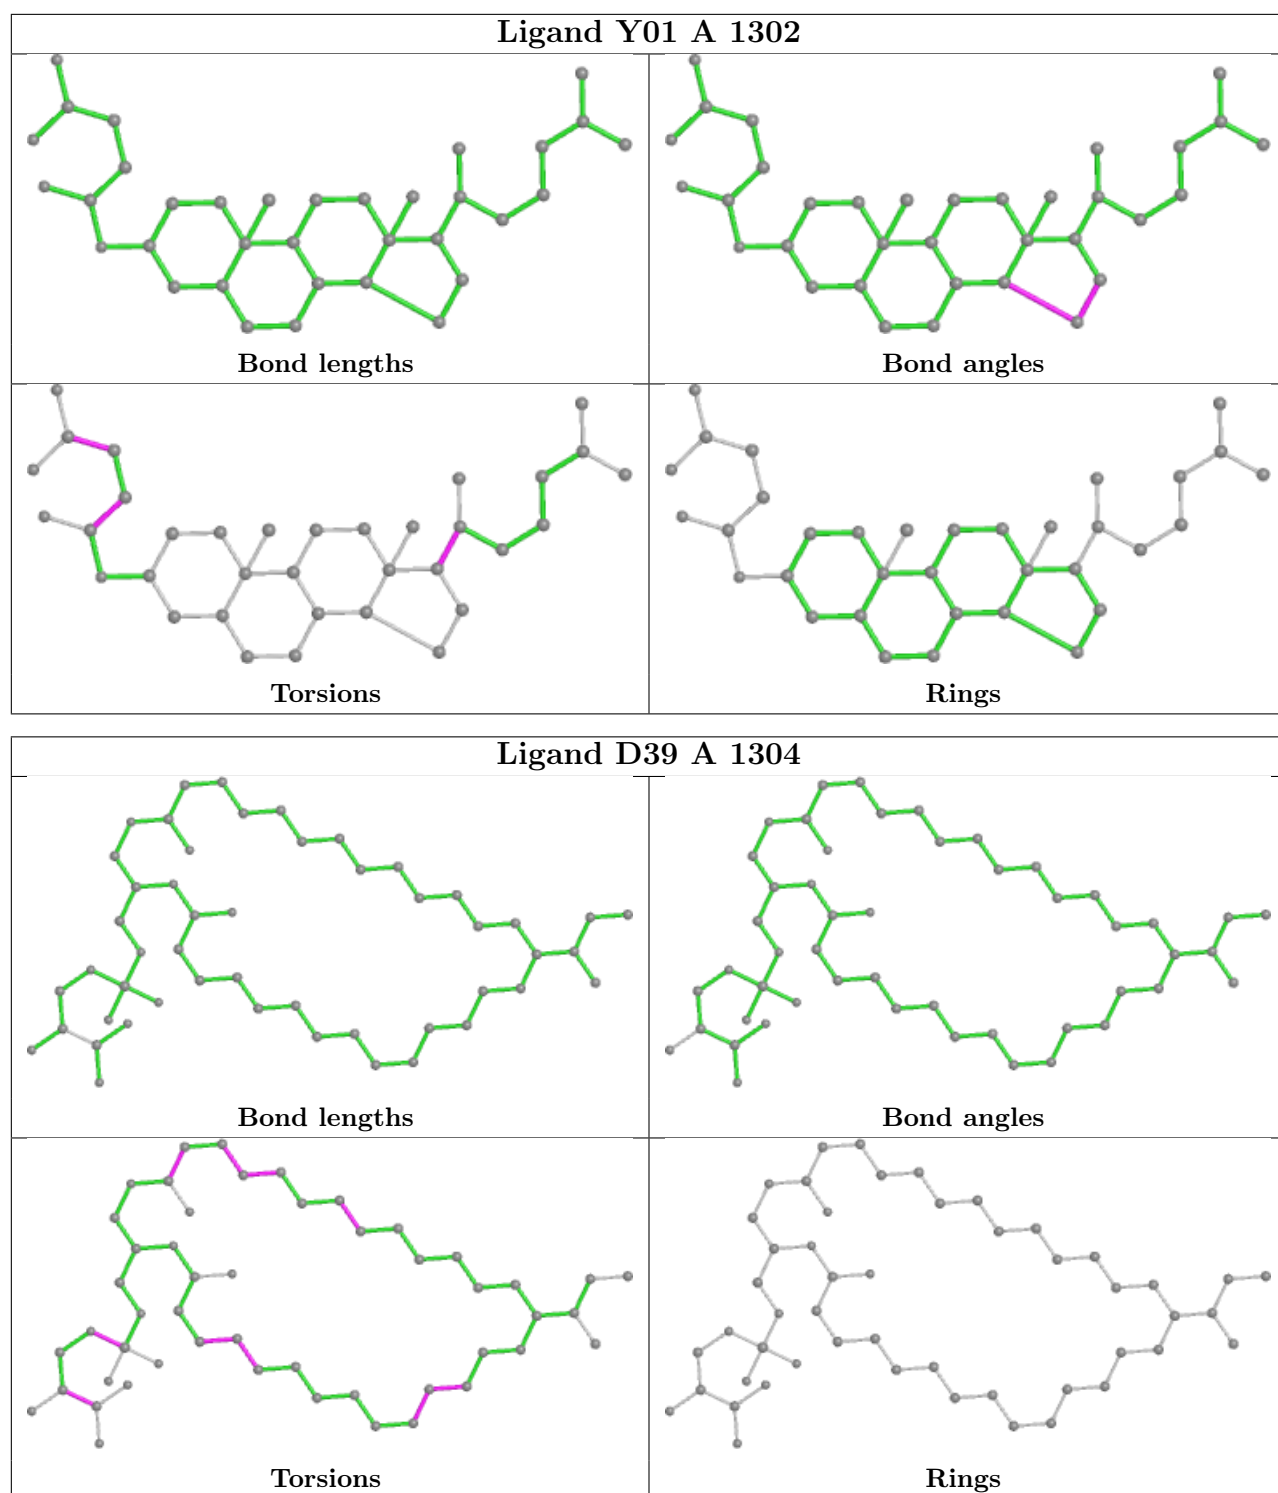 Ligand Y01 A 1302
Bond lengths
Bond angles
Torsions
Rings
Ligand D39 A 1304
Bond lengths
Bond angles
Torsions
Rings